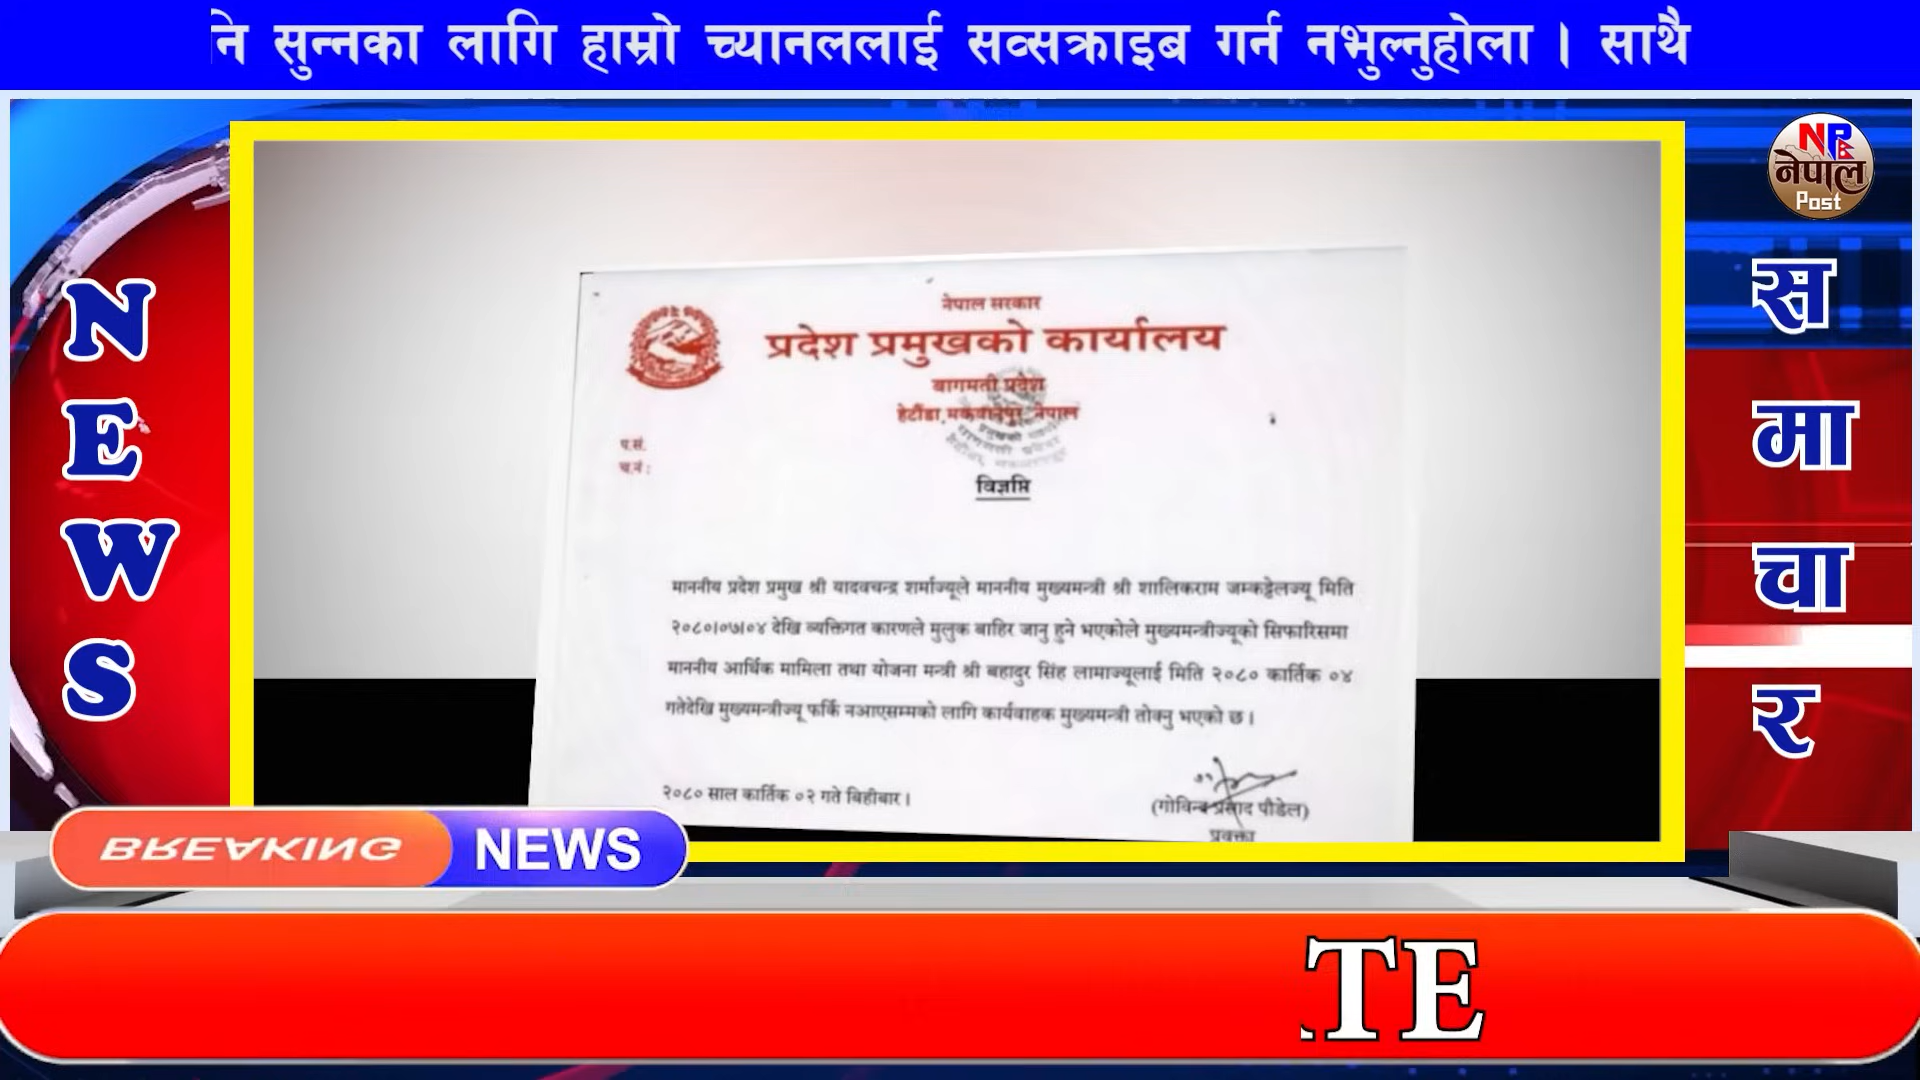 नि सुन्नका लागि हाम्रो च्यानललाई सव्सक्राइब गर्न नभुल्नुहोला । साथै
NP
नेपाल
Post
NEWS
समाचार
नेपाल सरकार
प्रदेश प्रमुखको कार्यालय
बागमती प्रदेश
हेटौंडा, मकवानपुर, नेपाल
प.सं.
च.नं :
विज्ञप्ति
माननीय प्रदेश प्रमुख श्री यादवचन्द्र शर्माज्यूले माननीय मुख्यमन्त्री श्री शालिकराम जम्कट्टेलज्यू मिति
२०८०।०७।०४ देखि व्यक्तिगत कारणले मुलुक बाहिर जानु हुने भएकोले मुख्यमन्त्रीज्यूको सिफारिसमा
माननीय आर्थिक मामिला तथा योजना मन्त्री श्री बहादुर सिंह लामाज्यूलाई मिति २०८० कार्तिक ०४
गतेदेखि मुख्यमन्त्रीज्यू फर्कि नआएसम्मको लागि कार्यवाहक मुख्यमन्त्री तोक्नु भएको छ ।
२०८० साल कार्तिक ०२ गते बिहीबार ।
(गोविन्द प्रसाद पौडेल)
प्रवक्ता
BREAKING NEWS
TE